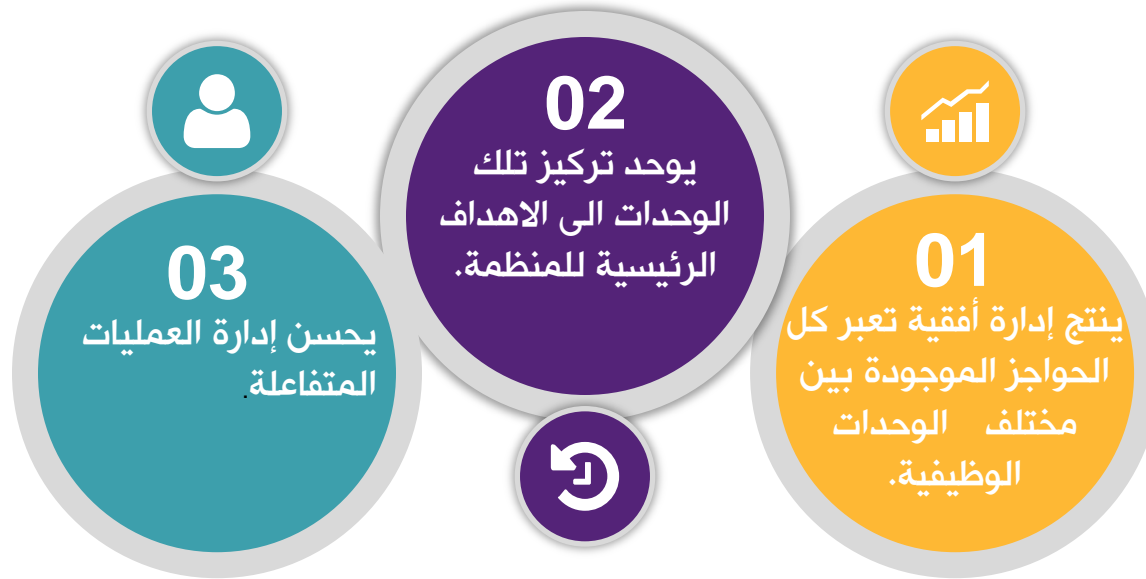 01
ينتج إدارة أفقية تعبر كل
الحواجز الموجودة بين
مختلف الوحدات
الوظيفية.
02
يوحد تركيز تلك
الوحدات الى الاهداف
الرئيسية للمنظمة.
03
يحسن إدارة العمليات
المتفاعلة.